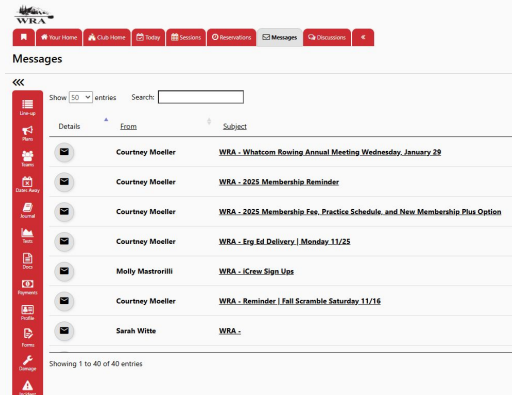 WRA
Your Home Club Home Today Sessions Reservations Messages Discussions
Messages
Show 50 entries Search:
Line-up
Plans
Teams
Dates Away
Journal
Tests
Docs
Payments
Profile
Forms
Damage
Incident
Details From Subject
Courtney Moeller WRA - Whatcom Rowing Annual Meeting Wednesday, January 29
Courtney Moeller WRA - 2025 Membership Reminder
Courtney Moeller WRA - 2025 Membership Fee, Practice Schedule, and New Membership Plus Option
Courtney Moeller WRA - Erg Ed Delivery | Monday 11/25
Molly Mastrorilli WRA - iCrew Sign Ups
Courtney Moeller WRA - Reminder | Fall Scramble Saturday 11/16
Sarah Witte WRA -
Showing 1 to 40 of 40 entries